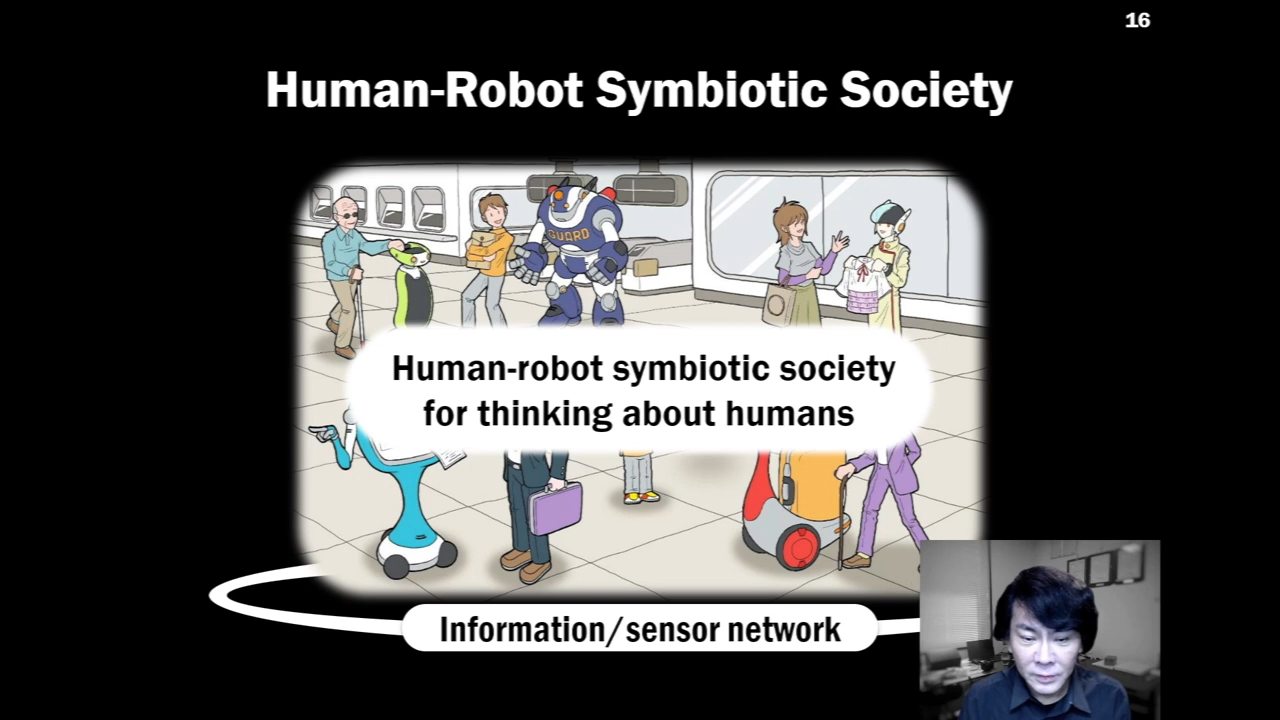 16
Human-Robot Symbiotic Society
GUARD
Human-robot symbiotic society
for thinking about humans
Information/sensor network